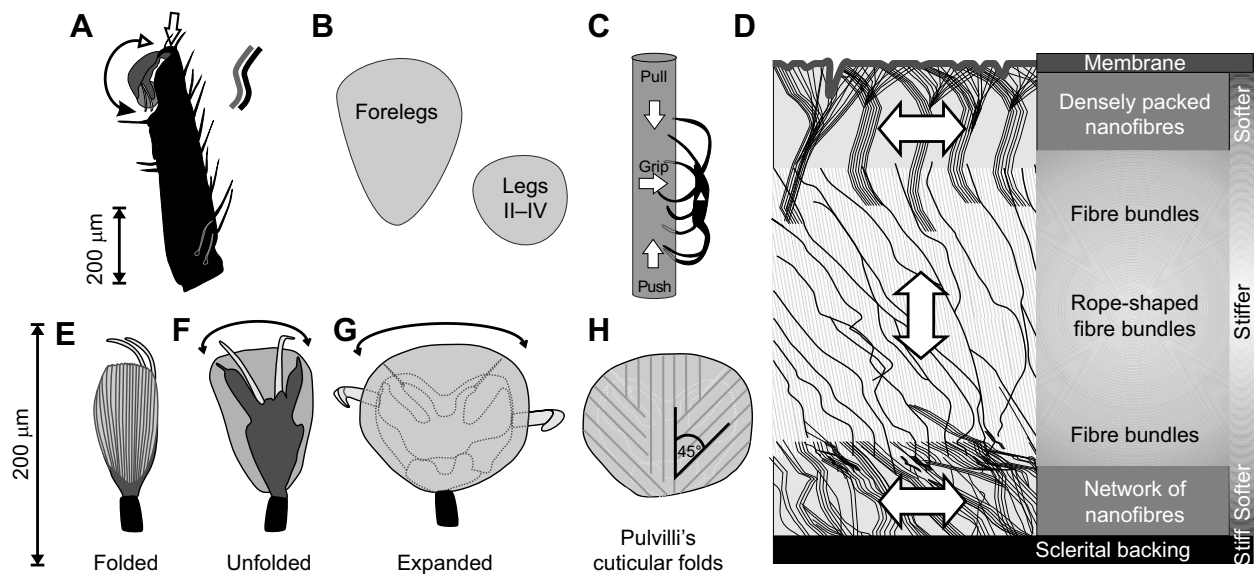 A
200 µm
B
Forelegs
Legs
II–IV
C
Pull
Grip
Push
D
Membrane
Densely packed
nanofibres
Fibre bundles
Rope-shaped
fibre bundles
Fibre bundles
Network of
nanofibres
Sclerital backing
Softer
Stiffer
Softer
Stiff
200 µm
E
Folded
F
Unfolded
G
Expanded
H
45°
Pulvilli's
cuticular folds